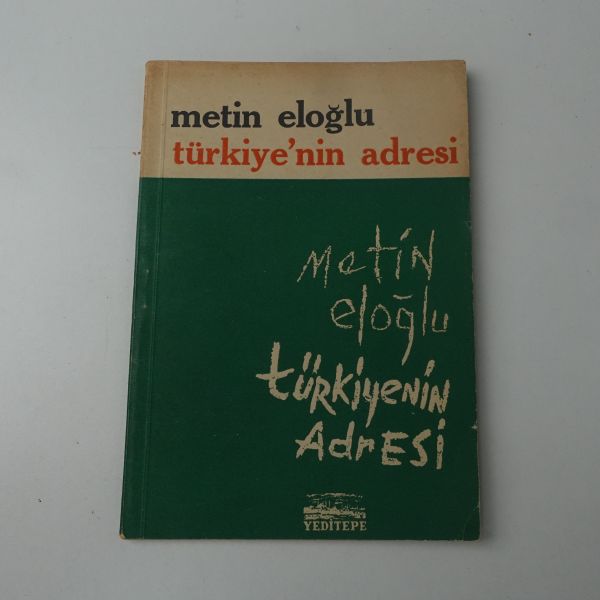 metin eloğlu
türkiye'nin adresi
Metin
eloğlu
türkiyenin
Adresi
YEDİTEPE